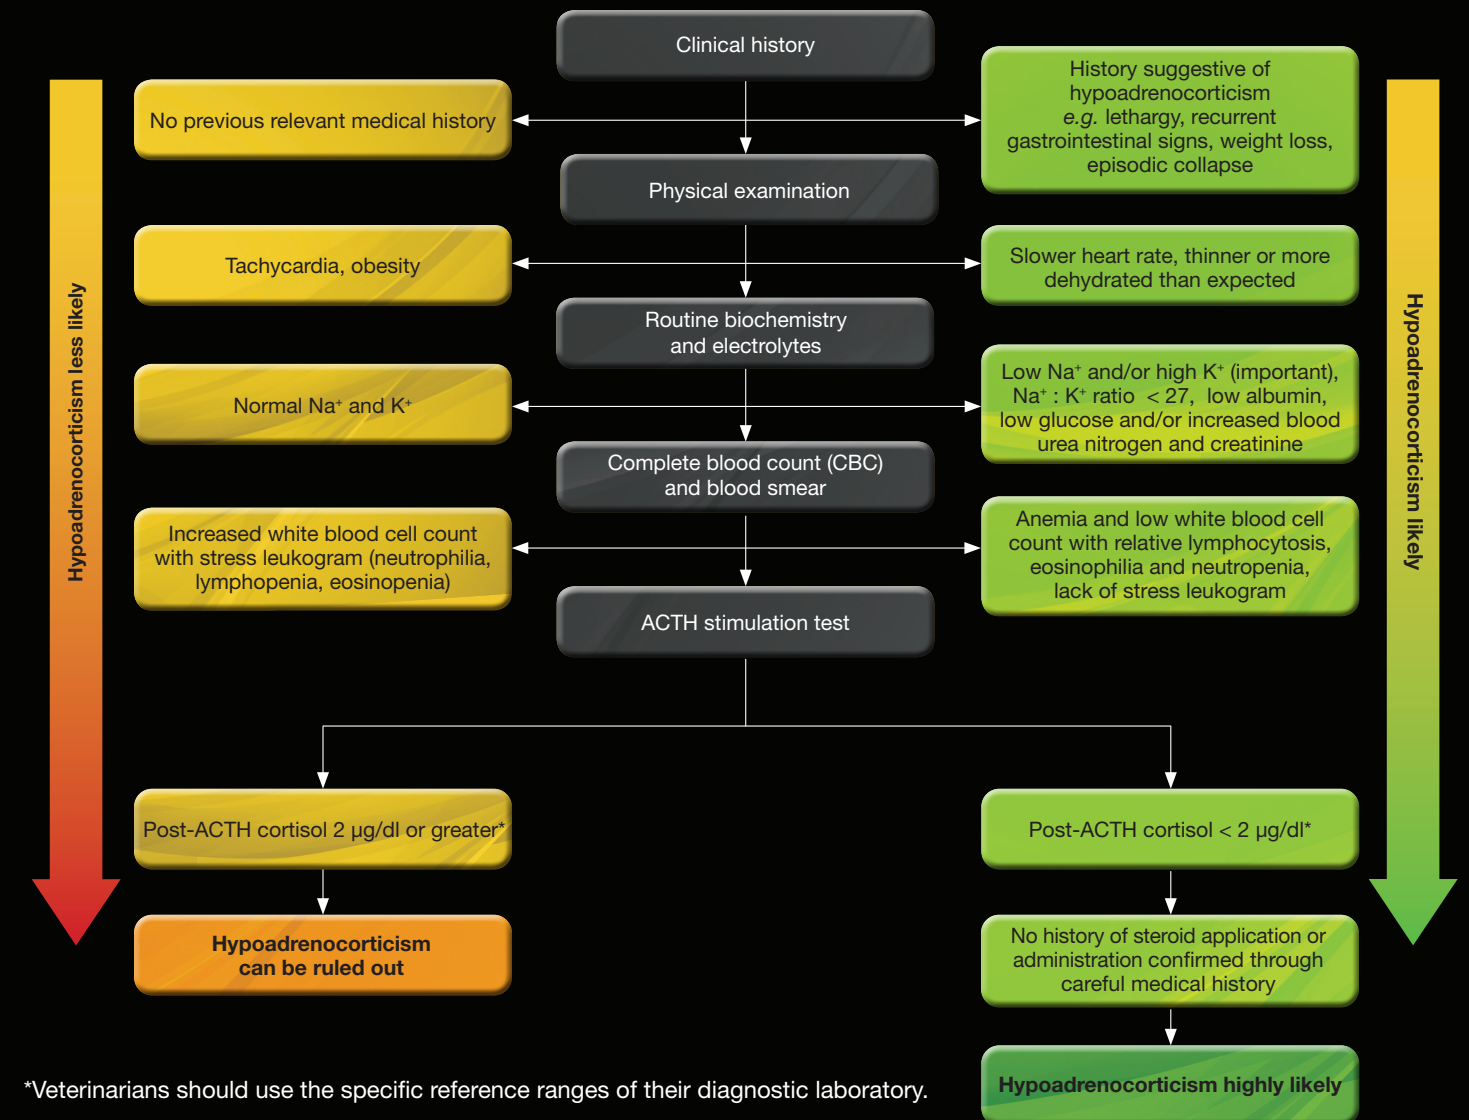 Clinical history
No previous relevant medical history
History suggestive of
hypoadrenocorticism
e.g. lethargy, recurrent
gastrointestinal signs, weight loss,
episodic collapse
Physical examination
Tachycardia, obesity
Slower heart rate, thinner or more
dehydrated than expected
Routine biochemistry
and electrolytes
Normal Na⁺ and K⁺
Low Na⁺ and/or high K⁺ (important),
Na⁺ : K⁺ ratio < 27, low albumin,
low glucose and/or increased blood
urea nitrogen and creatinine
Complete blood count (CBC)
and blood smear
Increased white blood cell count
with stress leukogram (neutrophilia,
lymphopenia, eosinopenia)
Anemia and low white blood cell
count with relative lymphocytosis,
eosinophilia and neutropenia,
lack of stress leukogram
ACTH stimulation test
Hypoadrenocorticism less likely
Hypoadrenocorticism likely
Post-ACTH cortisol 2 µg/dl or greater*
Post-ACTH cortisol < 2 µg/dl*
Hypoadrenocorticism
can be ruled out
No history of steroid application or
administration confirmed through
careful medical history
Hypoadrenocorticism highly likely
*Veterinarians should use the specific reference ranges of their diagnostic laboratory.